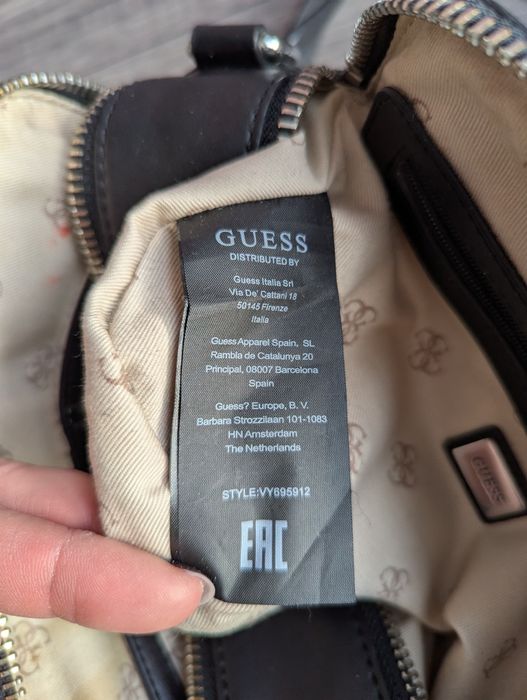 GUESS
DISTRIBUTED BY
Guess Italia Srl
Via De' Cattani 18
50145 Firenze
Italia
Guess Apparel Spain, SL
Rambla de Catalunya 20
Principal, 08007 Barcelona
Spain
Guess? Europe, B. V.
Barbara Strozzilaan 101-1083
HN Amsterdam
The Netherlands
STYLE:VY695912
EAC
GUESS